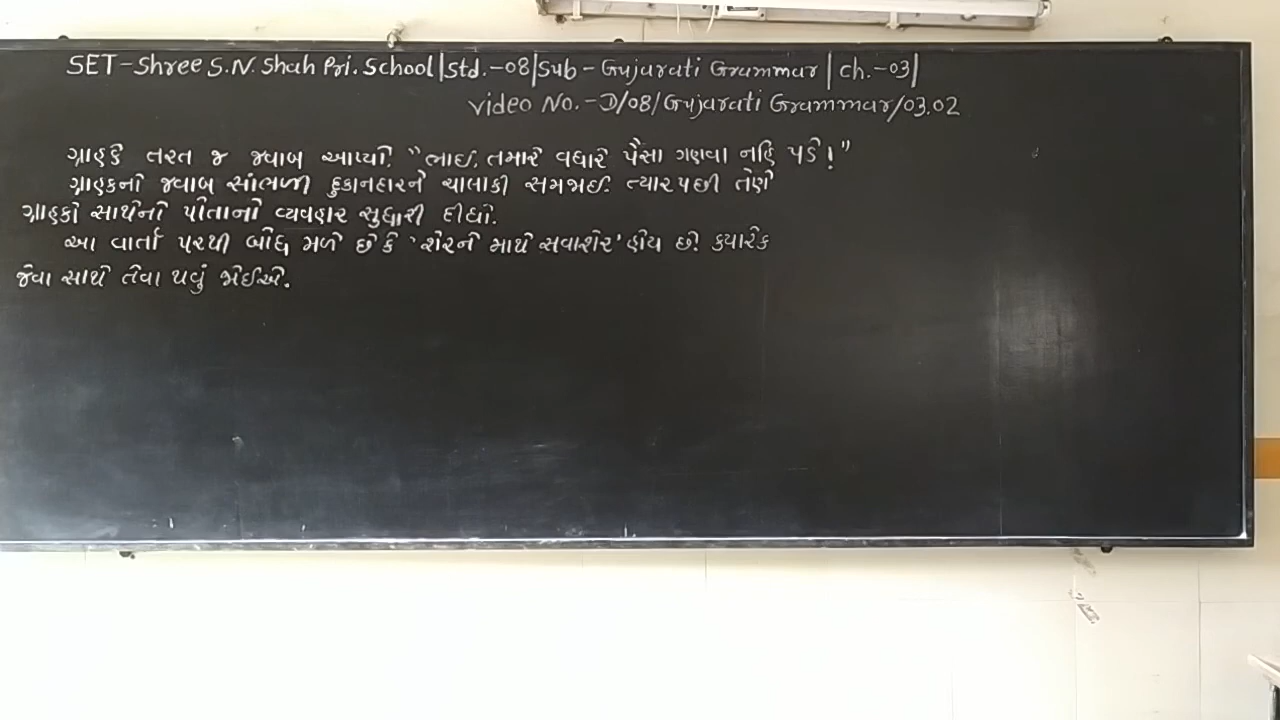 SET-Shree S.N. Shah Pri. School|Std.-08|Sub - Gujarati Grammar | Ch.-03|
Video No.-D/08/Gujarati Grammar/03.02
ગ્રાહકે તરત જ જવાબ આપ્યો. "ભાઈ, તમારે વધારે પૈસા ગણવા નહિ પડે!"
ગ્રાહકનો જવાબ સાંભળી દુકાનદારને ચાલાકી સમજાઈ. ત્યારપછી તેણે
ગ્રાહકો સાથેનો પોતાનો વ્યવહાર સુધારી દીધો.
આ વાર્તા પરથી બોધ મળે છે કે 'શેરને માથે સવાશેર' હોય છે. કયારેક
જેવા સાથે તેવા થવું જોઈએ.